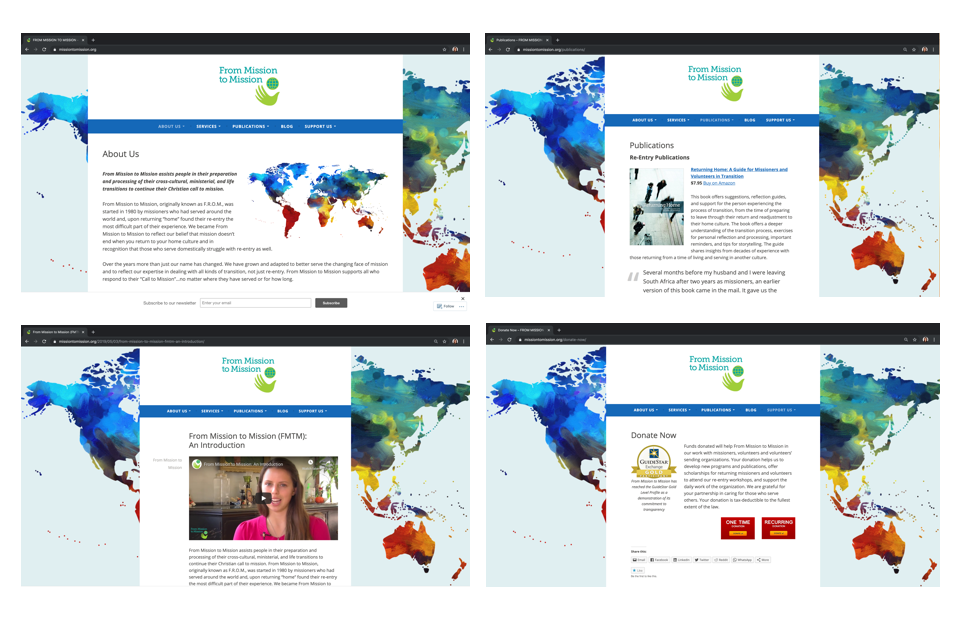 FROM MISSION TO MISSION
missiontomission.org
From Mission
to Mission
ABOUT US
SERVICES
PUBLICATIONS
BLOG
SUPPORT US
About Us
From Mission to Mission assists people in their preparation
and processing of their cross-cultural, ministerial, and life
transitions to continue their Christian call to mission.
From Mission to Mission, originally known as F.R.O.M., was
started in 1980 by missioners who had served around the
world and, upon returning "home" found their re-entry the
most difficult part of their experience. We became From
Mission to Mission to reflect our belief that mission doesn't
end when you return to your home culture and in
recognition that those who serve domestically struggle with re-entry as well.
Over the years more than just our name has changed. We have grown and adapted to better serve the changing face of mission
and to reflect our expertise in dealing with all kinds of transition, not just re-entry. From Mission to Mission supports all who
respond to their "Call to Mission"...no matter where they have served or for how long.
Subscribe to our newsletter
Enter your email
Subscribe
Follow
Publications – FROM MISSION
missiontomission.org/publications/
From Mission
to Mission
ABOUT US
SERVICES
PUBLICATIONS
BLOG
SUPPORT US
Publications
Re-Entry Publications
Returning Home: A Guide for Missioners and
Volunteers in Transition
$7.95 Buy on Amazon
Returning Home
This book offers suggestions, reflection guides,
and support for the person experiencing the
process of transition, from the time of preparing
to leave through their return and readjustment to
their home culture. The book offers a deeper
understanding of the transition process, exercises
for personal reflection and processing, important
reminders, and tips for storytelling. The guide
shares insights from decades of experience with
those returning from a time of living and serving in another culture.
Several months before my husband and I were leaving
South Africa after two years as missioners, an earlier
version of this book came in the mail. It gave us the
From Mission to Mission (FMT
From Mission
to Mission
ABOUT US
SERVICES
PUBLICATIONS
BLOG
SUPPORT US
From Mission to
Mission
From Mission to Mission (FMTM):
An Introduction
From Mission to Mission: An Introduction
From Mission to Mission assists people in their preparation and
processing of their cross-cultural, ministerial, and life transitions to
continue their Christian call to mission. From Mission to Mission,
originally known as F.R.O.M., was started in 1980 by missioners who had
served around the world and, upon returning "home" found their re-entry
the most difficult part of their experience. We became From Mission to
Donate Now – FROM MISSION
missiontomission.org/donate-now/
From Mission
to Mission
ABOUT US
SERVICES
PUBLICATIONS
BLOG
SUPPORT US
Donate Now
GUIDESTAR
Exchange
GOLD
From Mission to Mission has
reached the GuideStar Gold
Level Profile as a
demonstration of its
commitment to
transparency.
Funds donated will help From Mission to Mission in
our work with missioners, volunteers and volunteers'
sending organizations. Your donation helps us to
develop new programs and publications, offer
scholarships for returning missioners and volunteers
to attend our re-entry workshops, and support the
daily work of the organization. We are grateful for
your partnership in caring for those who serve
others. Your donation is tax-deductible to the fullest
extent of the law.
ONE TIME
DONATION
RECURRING
DONATION
Share this:
Email
Facebook
LinkedIn
Twitter
Reddit
WhatsApp
More
Like
Be the first to like this.